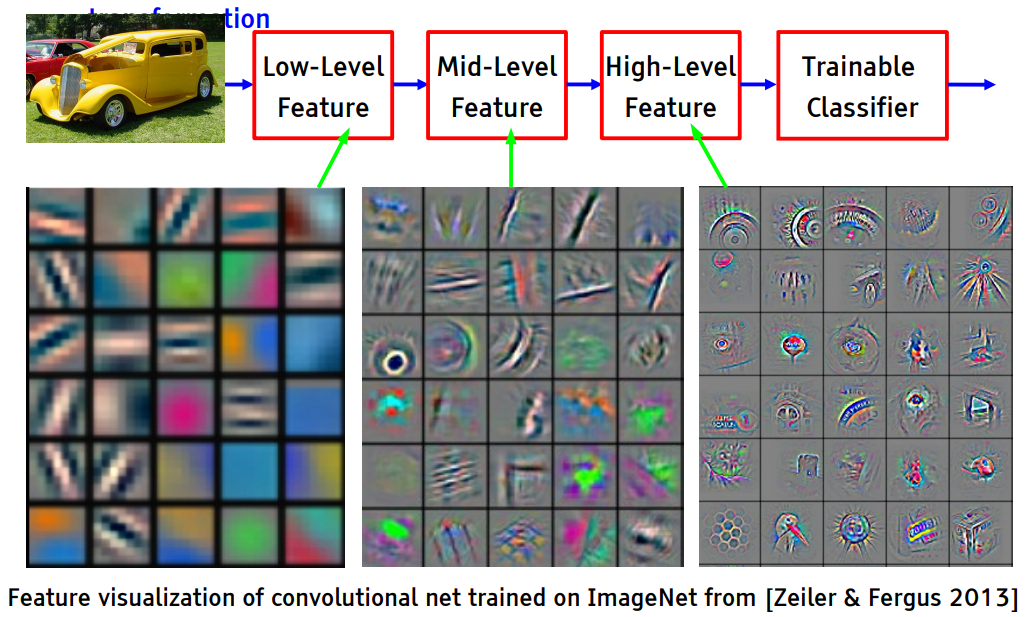 transformation
Low-Level
Feature
Mid-Level
Feature
High-Level
Feature
Trainable
Classifier
Feature visualization of convolutional net trained on ImageNet from [Zeiler & Fergus 2013]